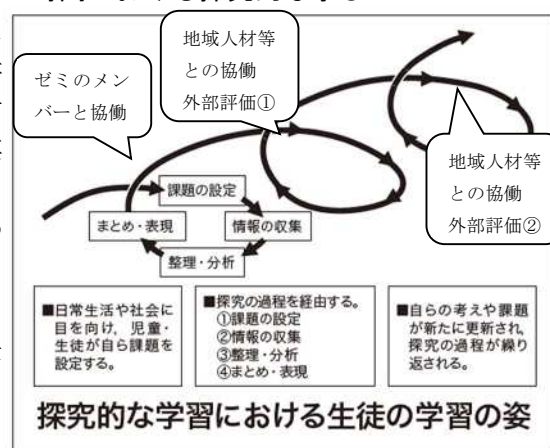 ゼミのメン
バーと協働
地域人材等
との協働
外部評価①
地域人材等
との協働
外部評価②
課題の設定
まとめ・表現
情報の収集
整理・分析
■日常生活や社会に
目を向け，児童・
生徒が自ら課題を
設定する。
■探究の過程を経由する。
①課題の設定
②情報の収集
③整理・分析
④まとめ・表現
■自らの考えや課題
が新たに更新され，
探究の過程が繰り
返される。
探究的な学習における生徒の学習の姿